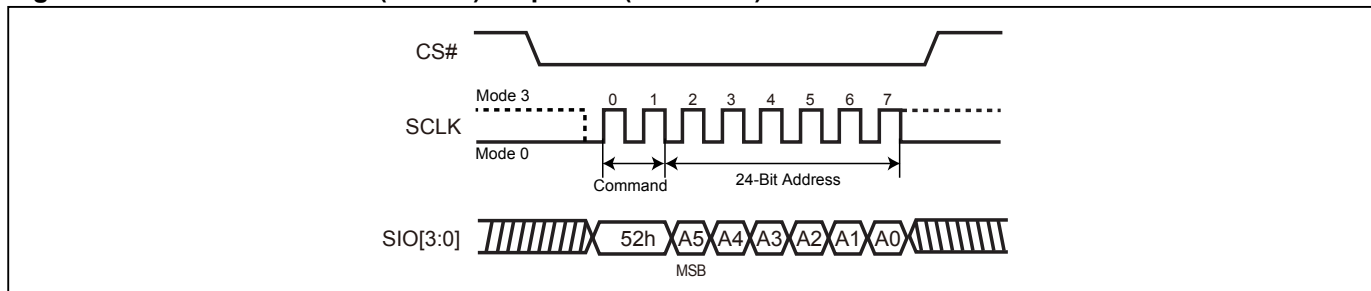 CS#
Mode 3
0 1 2 3 4 5 6 7
SCLK
Mode 0
Command
24-Bit Address
SIO[3:0]
52h A5 A4 A3 A2 A1 A0
MSB